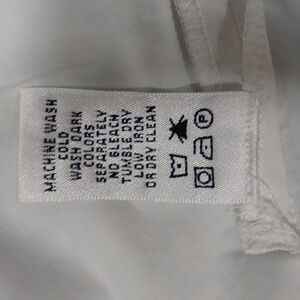 MACHINE WASH
COLD
WASH DARK
COLORS
SEPARATELY
NO BLEACH
TUMBLE DRY
LOW IRON
OR DRY CLEAN
P